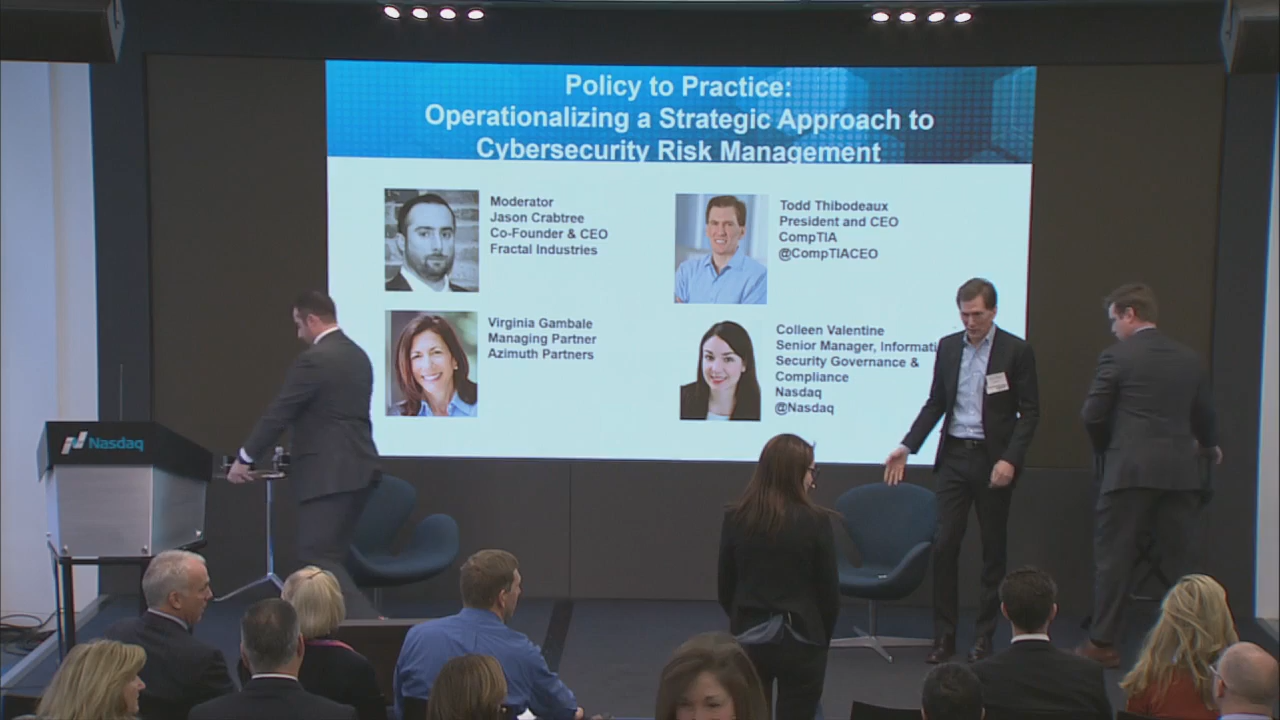 Policy to Practice:
Operationalizing a Strategic Approach to
Cybersecurity Risk Management
Moderator
Jason Crabtree
Co-Founder & CEO
Fractal Industries
Todd Thibodeaux
President and CEO
CompTIA
@CompTIACEO
Virginia Gambale
Managing Partner
Azimuth Partners
Colleen Valentine
Senior Manager,
Security Governance &
Compliance
Nasdaq
@Nasdaq
Nasdaq